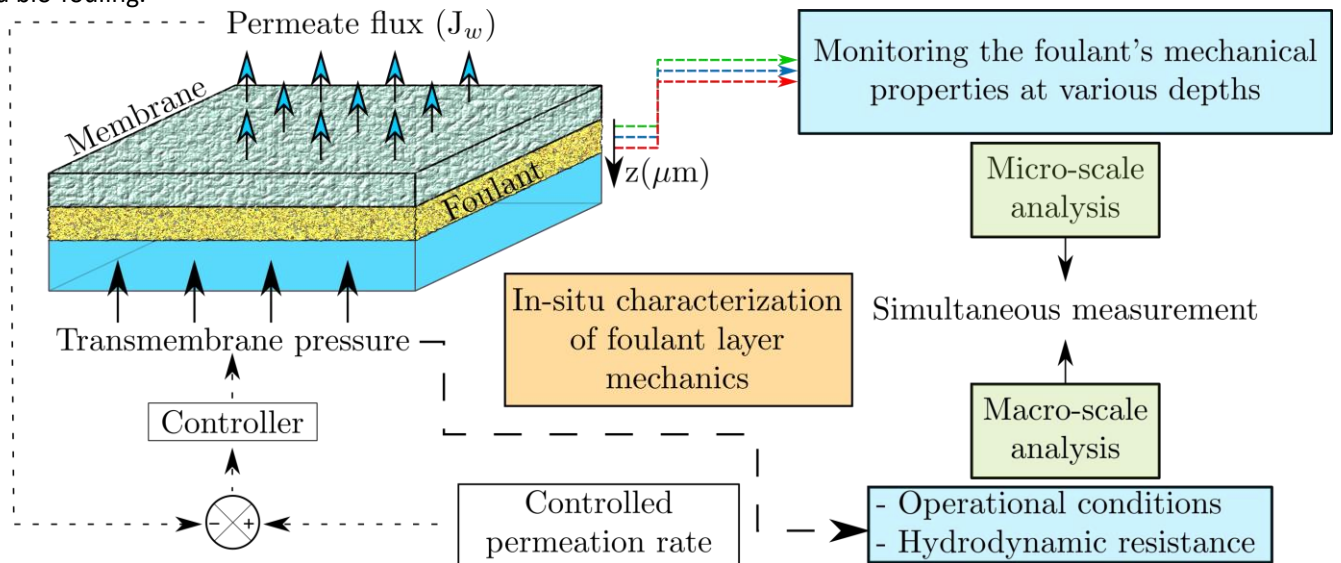 d bio-fouling.
Permeate flux (J_w)
Membrane
Foulant
z(μm)
Transmembrane pressure
Controller
- +
Controlled
permeation rate
In-situ characterization
of foulant layer
mechanics
Monitoring the foulant's mechanical
properties at various depths
Micro-scale
analysis
Simultaneous measurement
Macro-scale
analysis
- Operational conditions
- Hydrodynamic resistance